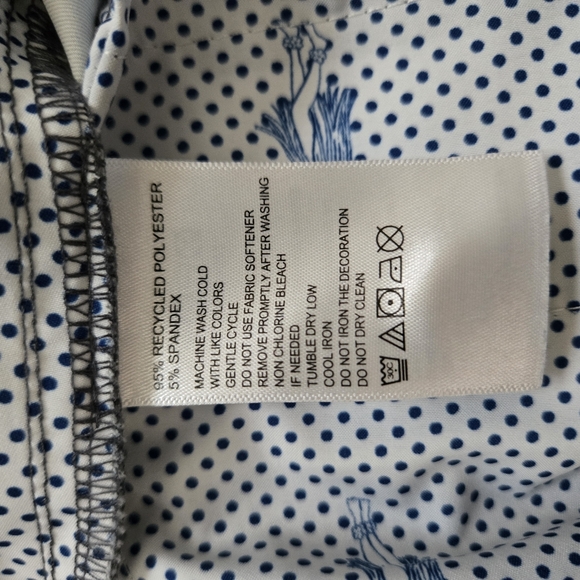 95% RECYCLED POLYESTER
5% SPANDEX
MACHINE WASH COLD
WITH LIKE COLORS
GENTLE CYCLE
DO NOT USE FABRIC SOFTENER
REMOVE PROMPTLY AFTER WASHING
NON CHLORINE BLEACH
IF NEEDED
TUMBLE DRY LOW
COOL IRON
DO NOT IRON THE DECORATION
DO NOT DRY CLEAN